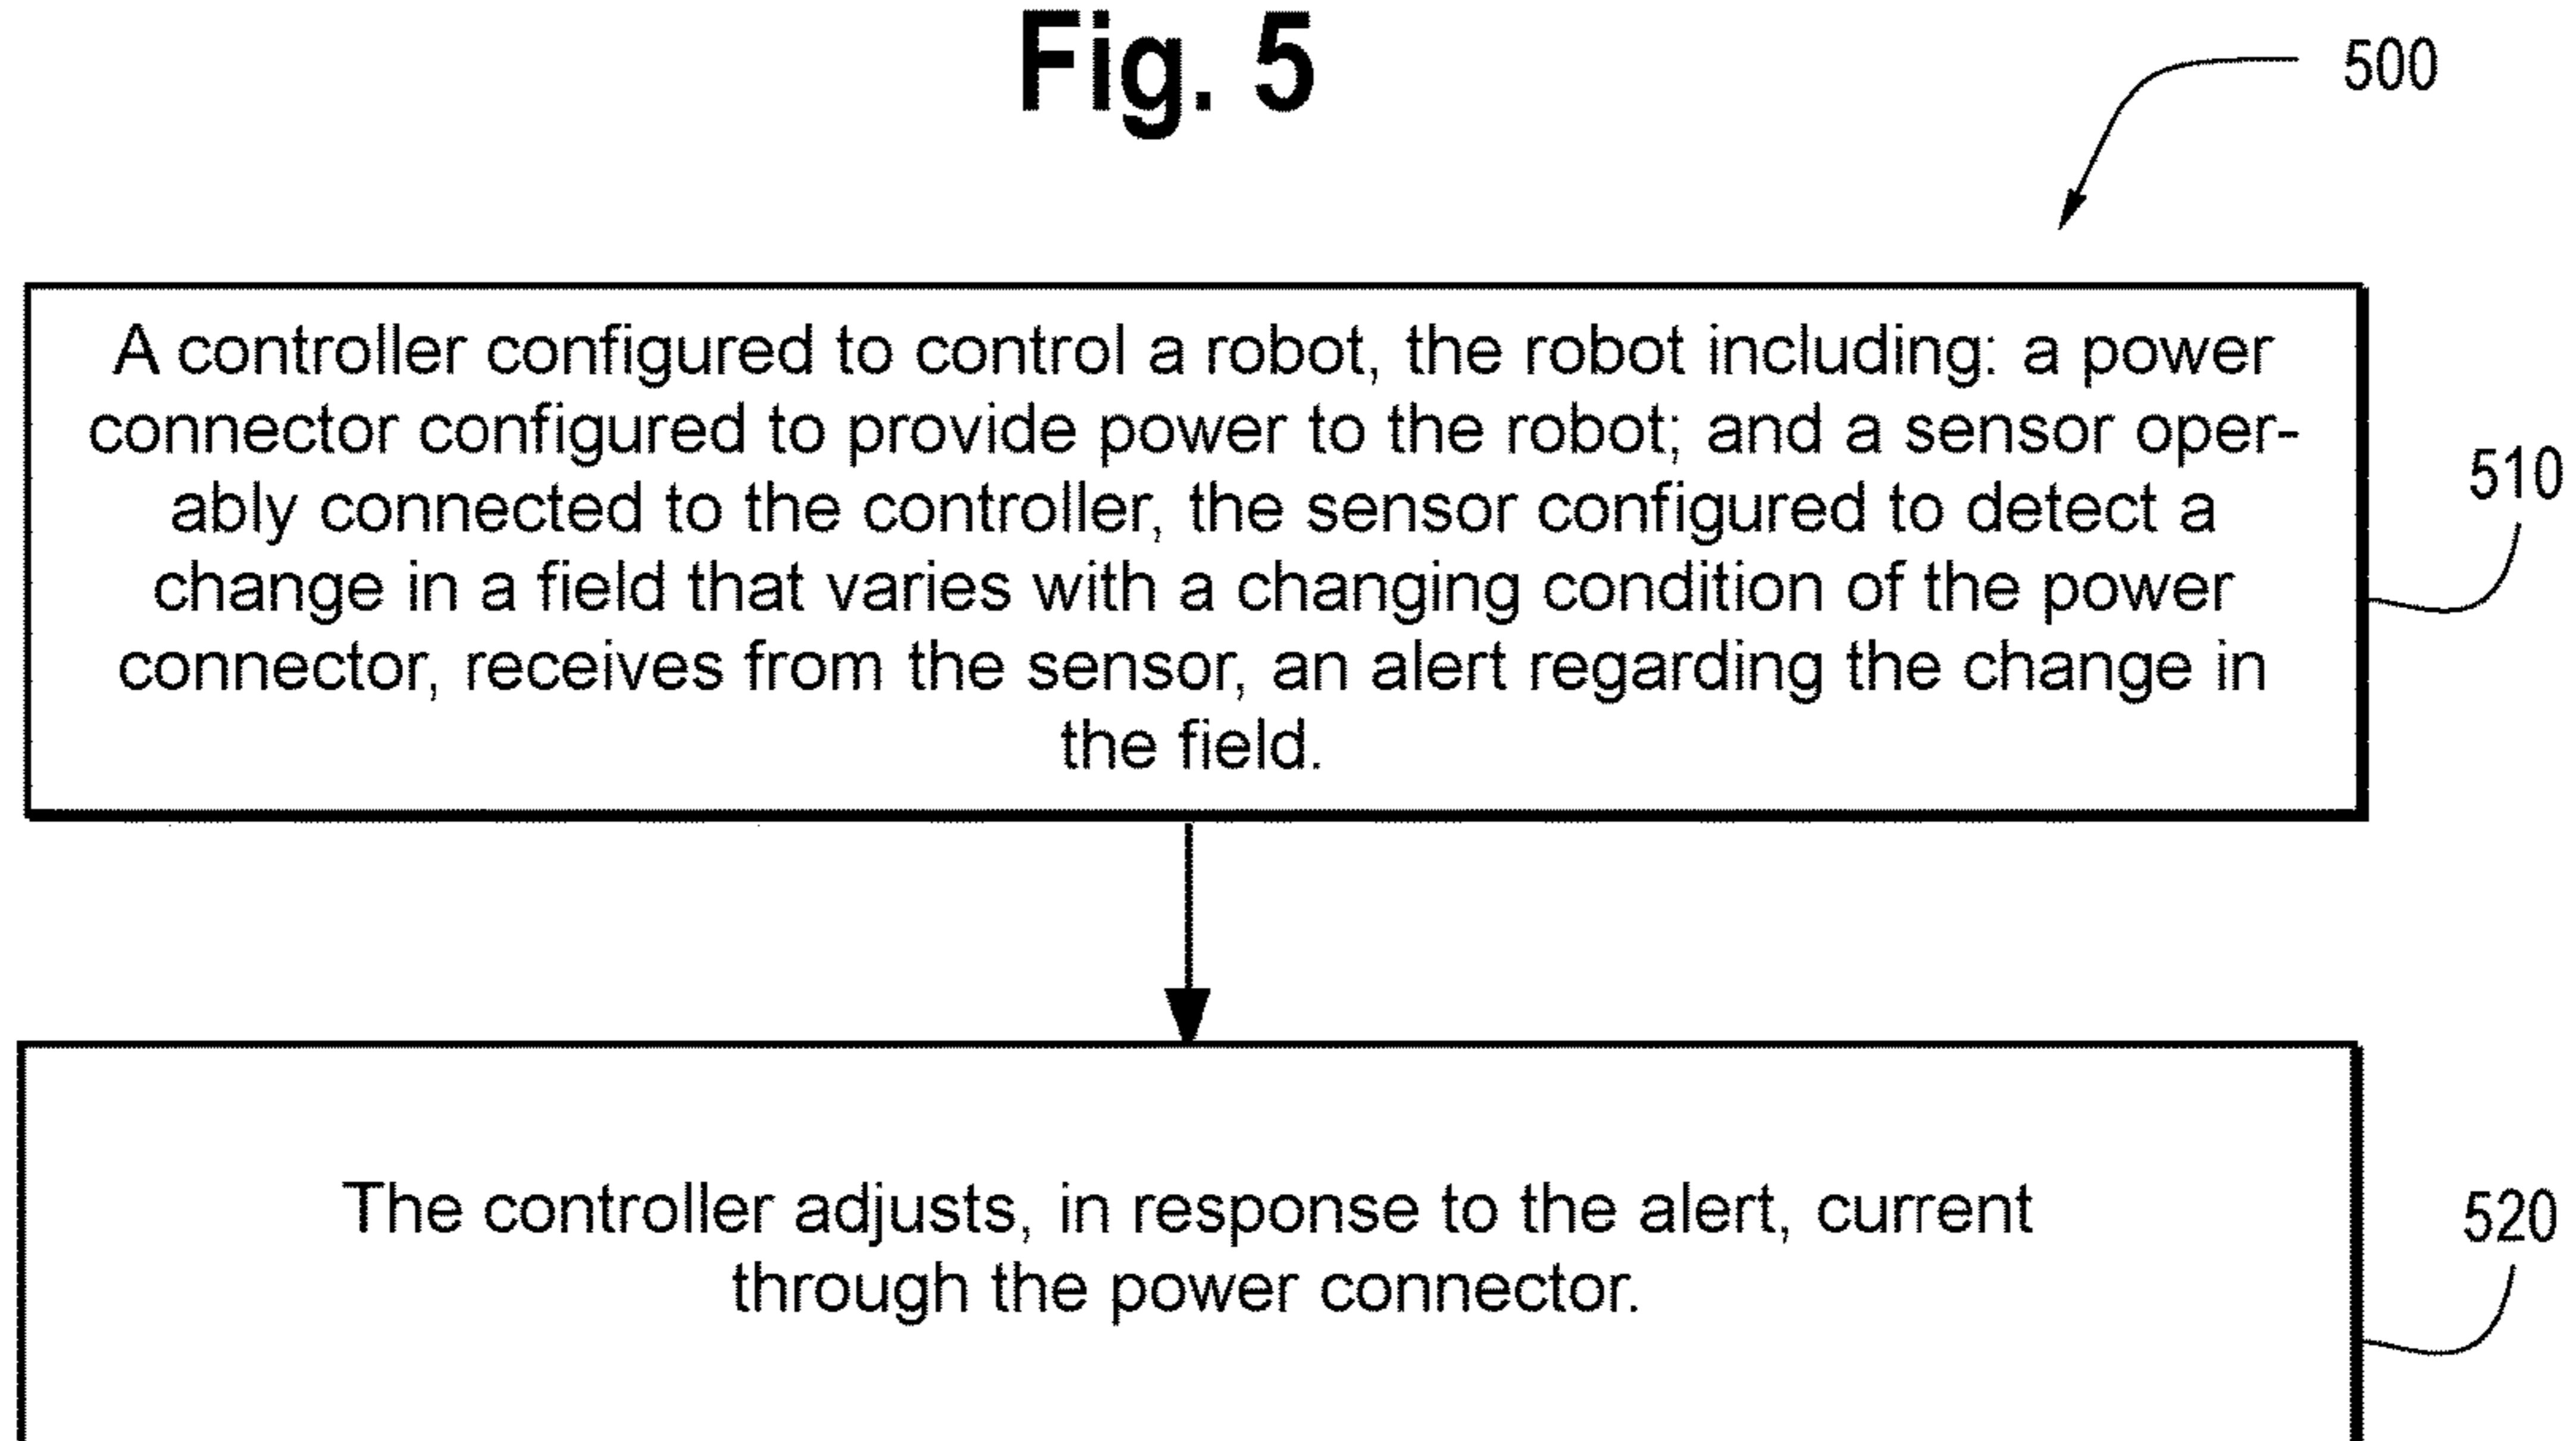 Fig. 5
500
A controller configured to control a robot, the robot including: a power
connector configured to provide power to the robot; and a sensor oper-
ably connected to the controller, the sensor configured to detect a
change in a field that varies with a changing condition of the power
connector, receives from the sensor, an alert regarding the change in
the field.
510
The controller adjusts, in response to the alert, current
through the power connector.
520